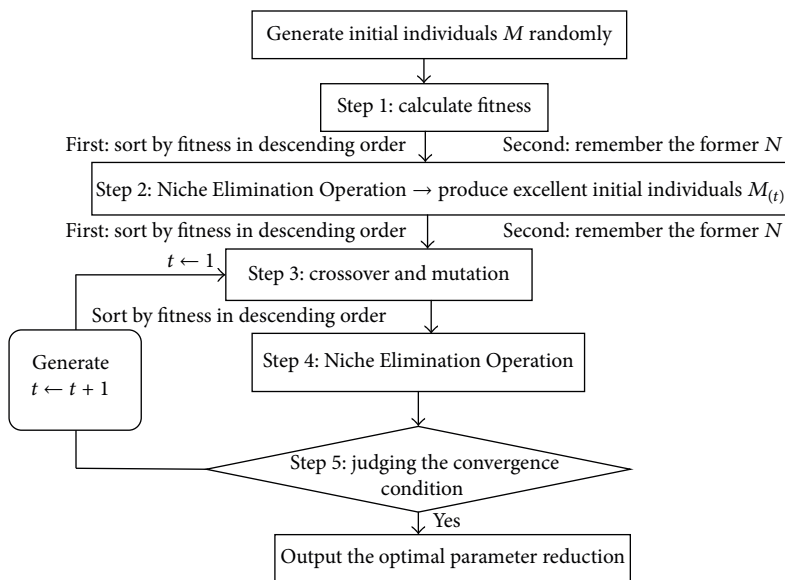 Generate initial individuals M randomly
Step 1: calculate fitness
First: sort by fitness in descending order
Second: remember the former N
Step 2: Niche Elimination Operation → produce excellent initial individuals M(t)
First: sort by fitness in descending order
Second: remember the former N
t ← 1
Step 3: crossover and mutation
Sort by fitness in descending order
Generate
t ← t + 1
Step 4: Niche Elimination Operation
Step 5: judging the convergence
condition
Yes
Output the optimal parameter reduction